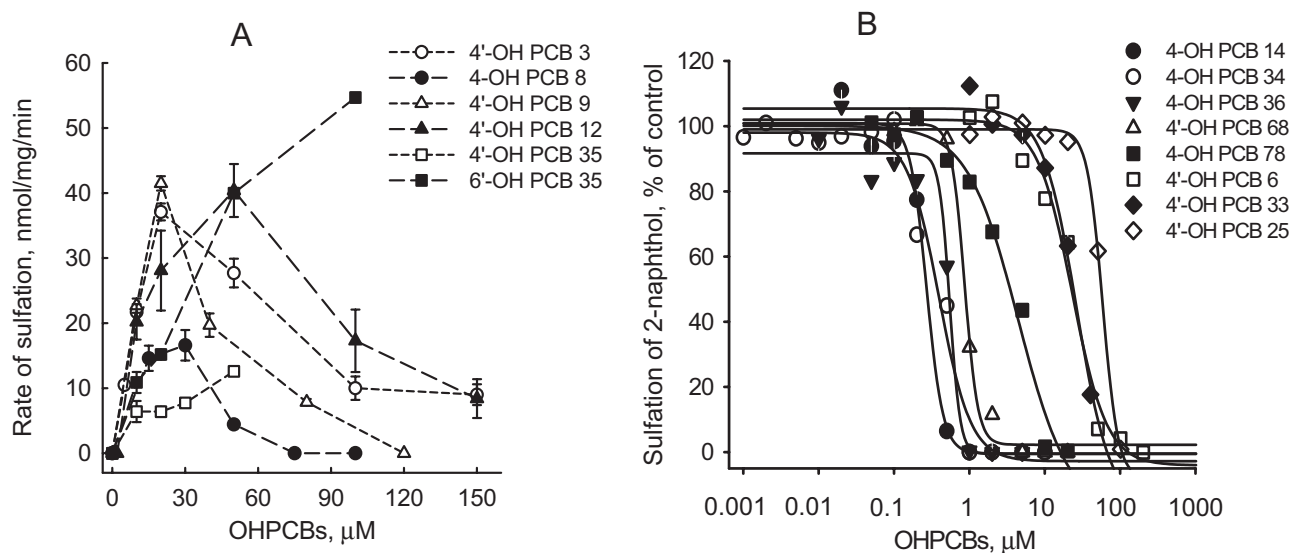 A
4'-OH PCB 3
4-OH PCB 8
4'-OH PCB 9
4'-OH PCB 12
4'-OH PCB 35
6'-OH PCB 35
Rate of sulfation, nmol/mg/min
60
50
40
30
20
10
0
0 30 60 90 120 150
OHPCBs, μM
B
4-OH PCB 14
4-OH PCB 34
4-OH PCB 36
4'-OH PCB 68
4-OH PCB 78
4'-OH PCB 6
4'-OH PCB 33
4'-OH PCB 25
Sulfation of 2-naphthol, % of control
120
100
80
60
40
20
0
0.001 0.01 0.1 1 10 100 1000
OHPCBs, μM